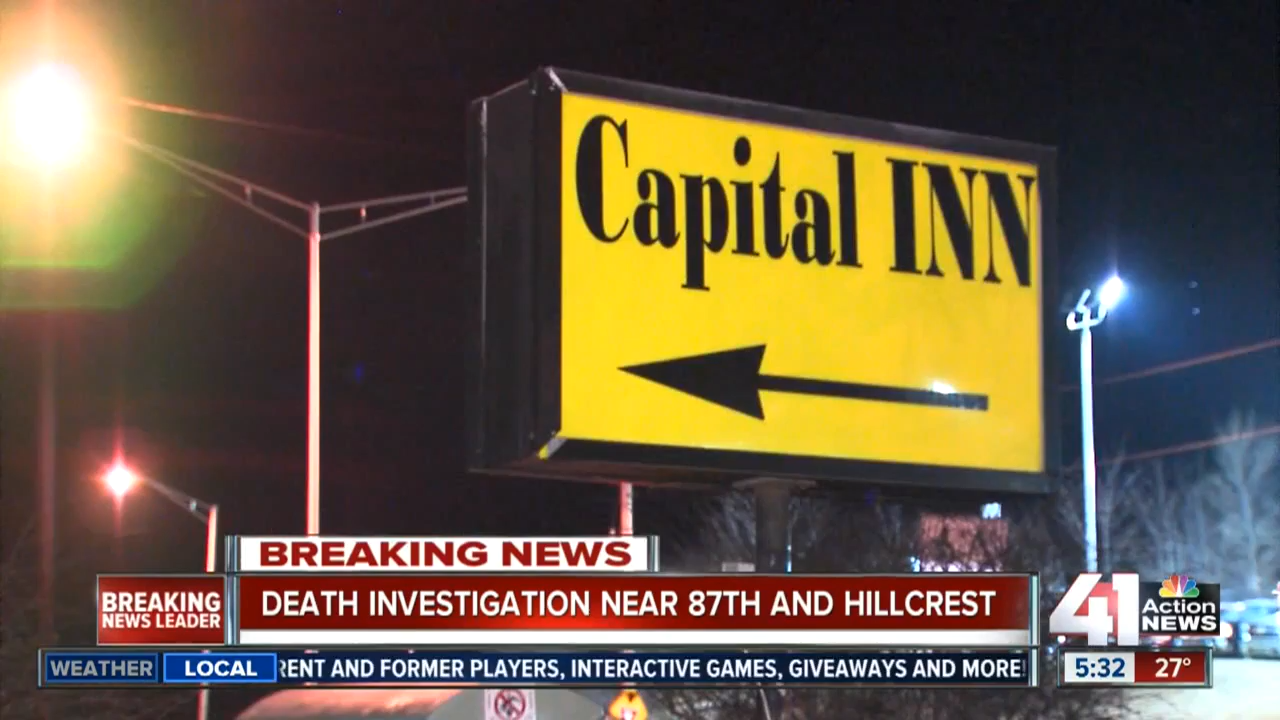 Capital INN
BREAKING NEWS
BREAKING
NEWS LEADER
DEATH INVESTIGATION NEAR 87TH AND HILLCREST
41 Action
NEWS
WEATHER
LOCAL
RENT AND FORMER PLAYERS, INTERACTIVE GAMES, GIVEAWAYS AND MORE!
5:32
27°